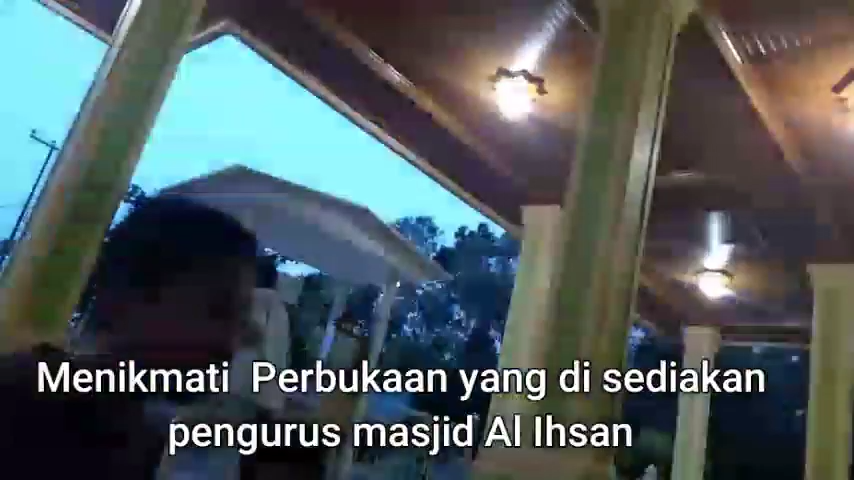 Menikmati  Perbukaan yang di sediakan
pengurus masjid Al Ihsan